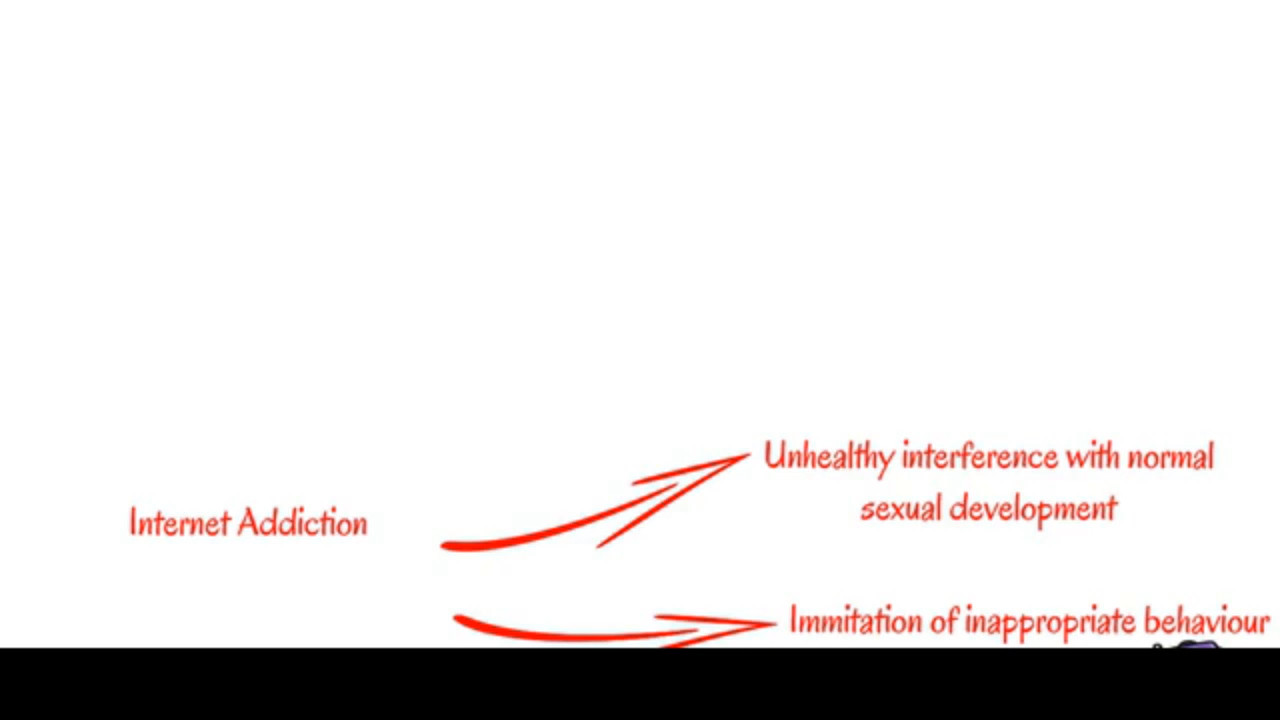 Unhealthy interference with normal
sexual development
Internet Addiction
Immitation of inappropriate behaviour